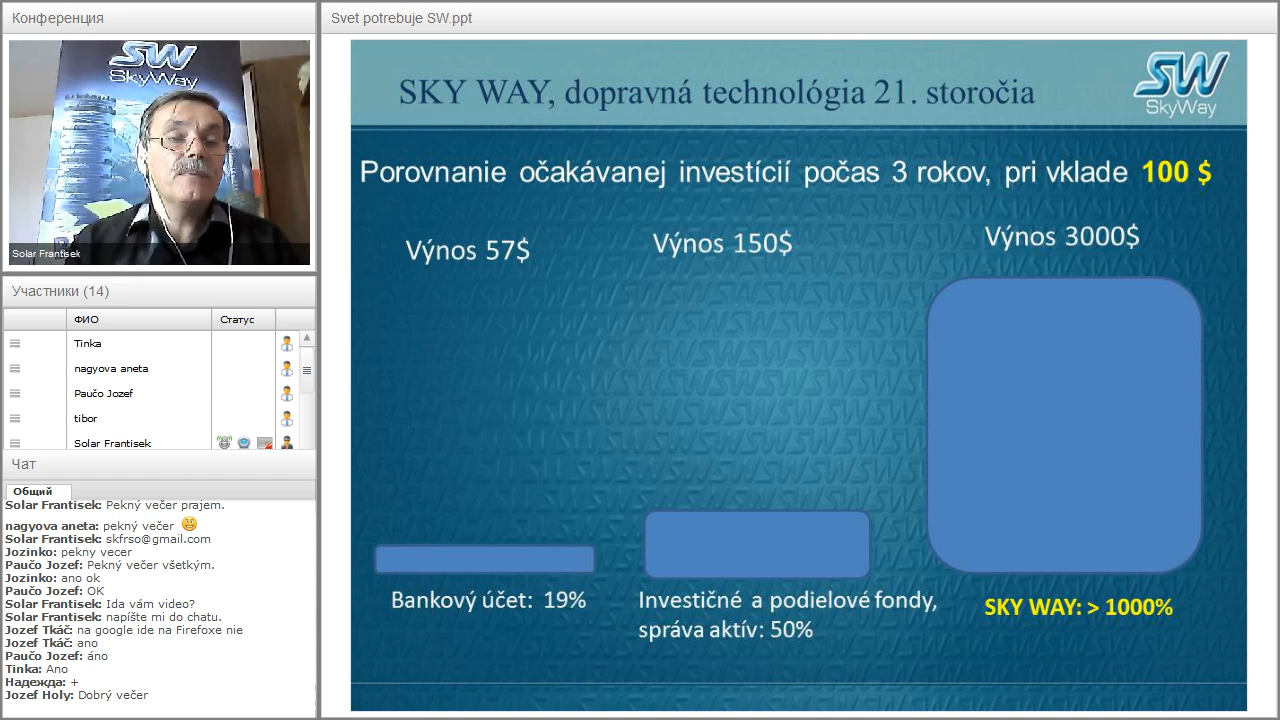 Конференция
SW
SkyWay
Solar Frantisek
Участники (14)
ФИО
Статус
Tinka
nagyova aneta
Paučo Jozef
tibor
Solar Frantisek
Чат
Общий
Solar Frantisek: Pekný večer prajem.
nagyova aneta: pekný večer
Solar Frantisek: skfrso@gmail.com
Jozinko: pekny vecer
Paučo Jozef: Pekný večer všetkým.
Jozinko: ano ok
Paučo Jozef: OK
Solar Frantisek: Ida vám video?
Solar Frantisek: napíšte mi do chatu.
Jozef Tkáč: na google ide na Firefoxe nie
Jozef Tkáč: ano
Paučo Jozef: áno
Tinka: Ano
Надежда: +
Jozef Holy: Dobrý večer
Svet potrebuje SW.ppt
SKY WAY, dopravná technológia 21. storočia
SW
SkyWay
Porovnanie očakávanej investícií počas 3 rokov, pri vklade 100 $
Výnos 57$
Výnos 150$
Výnos 3000$
Bankový účet: 19%
Investičné a podielové fondy,
správa aktív: 50%
SKY WAY: > 1000%